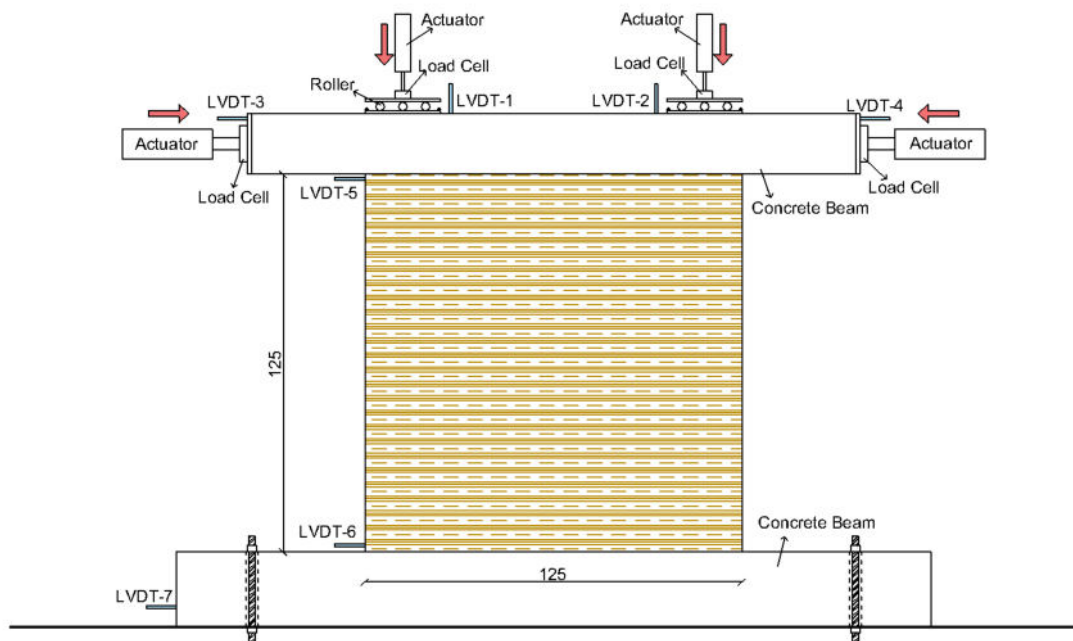 Actuator
Actuator
Load Cell
Load Cell
Roller
LVDT-3
LVDT-1
LVDT-2
LVDT-4
Actuator
Actuator
LVDT-5
Load Cell
Load Cell
Concrete Beam
125
LVDT-6
Concrete Beam
125
LVDT-7